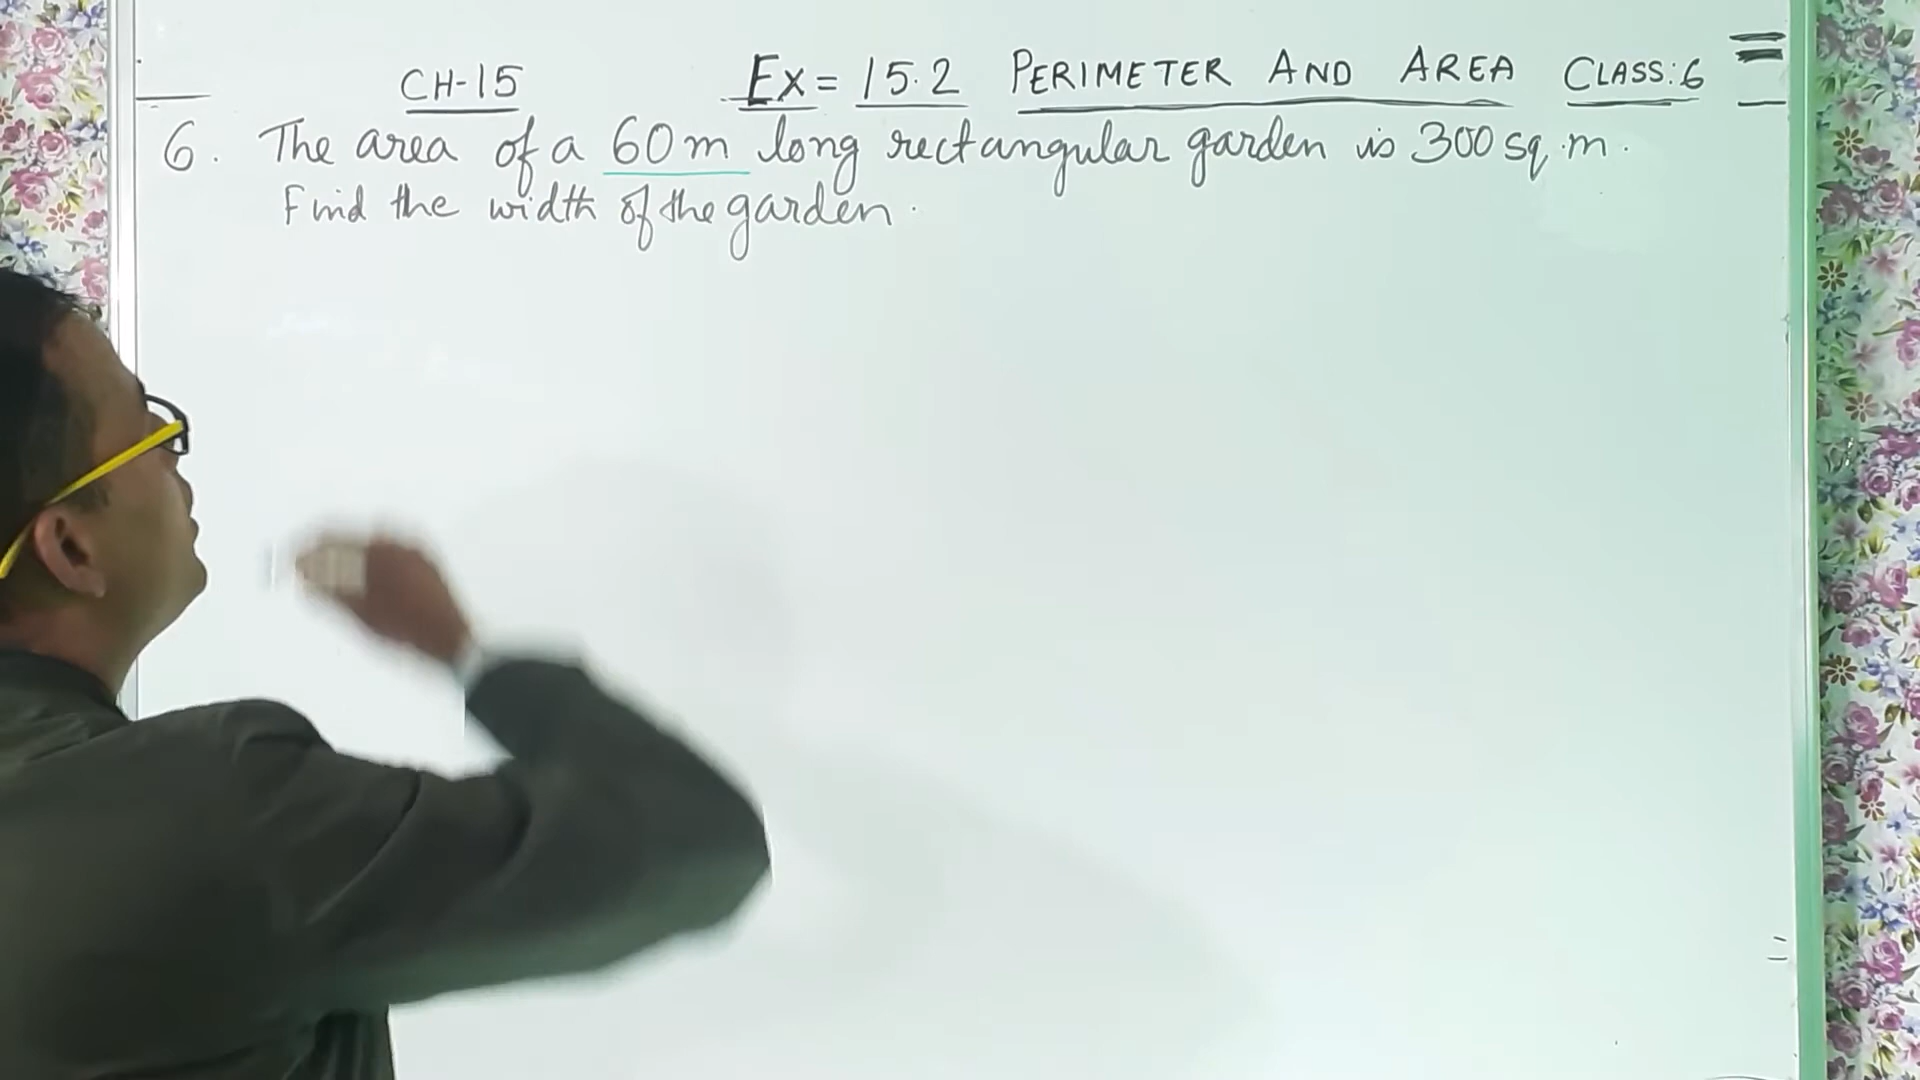 CH-15 Ex= 15.2 PERIMETER AND AREA CLASS:6
6. The area of a 60m long rectangular garden is 300 sq.m.
Find the width of the garden.